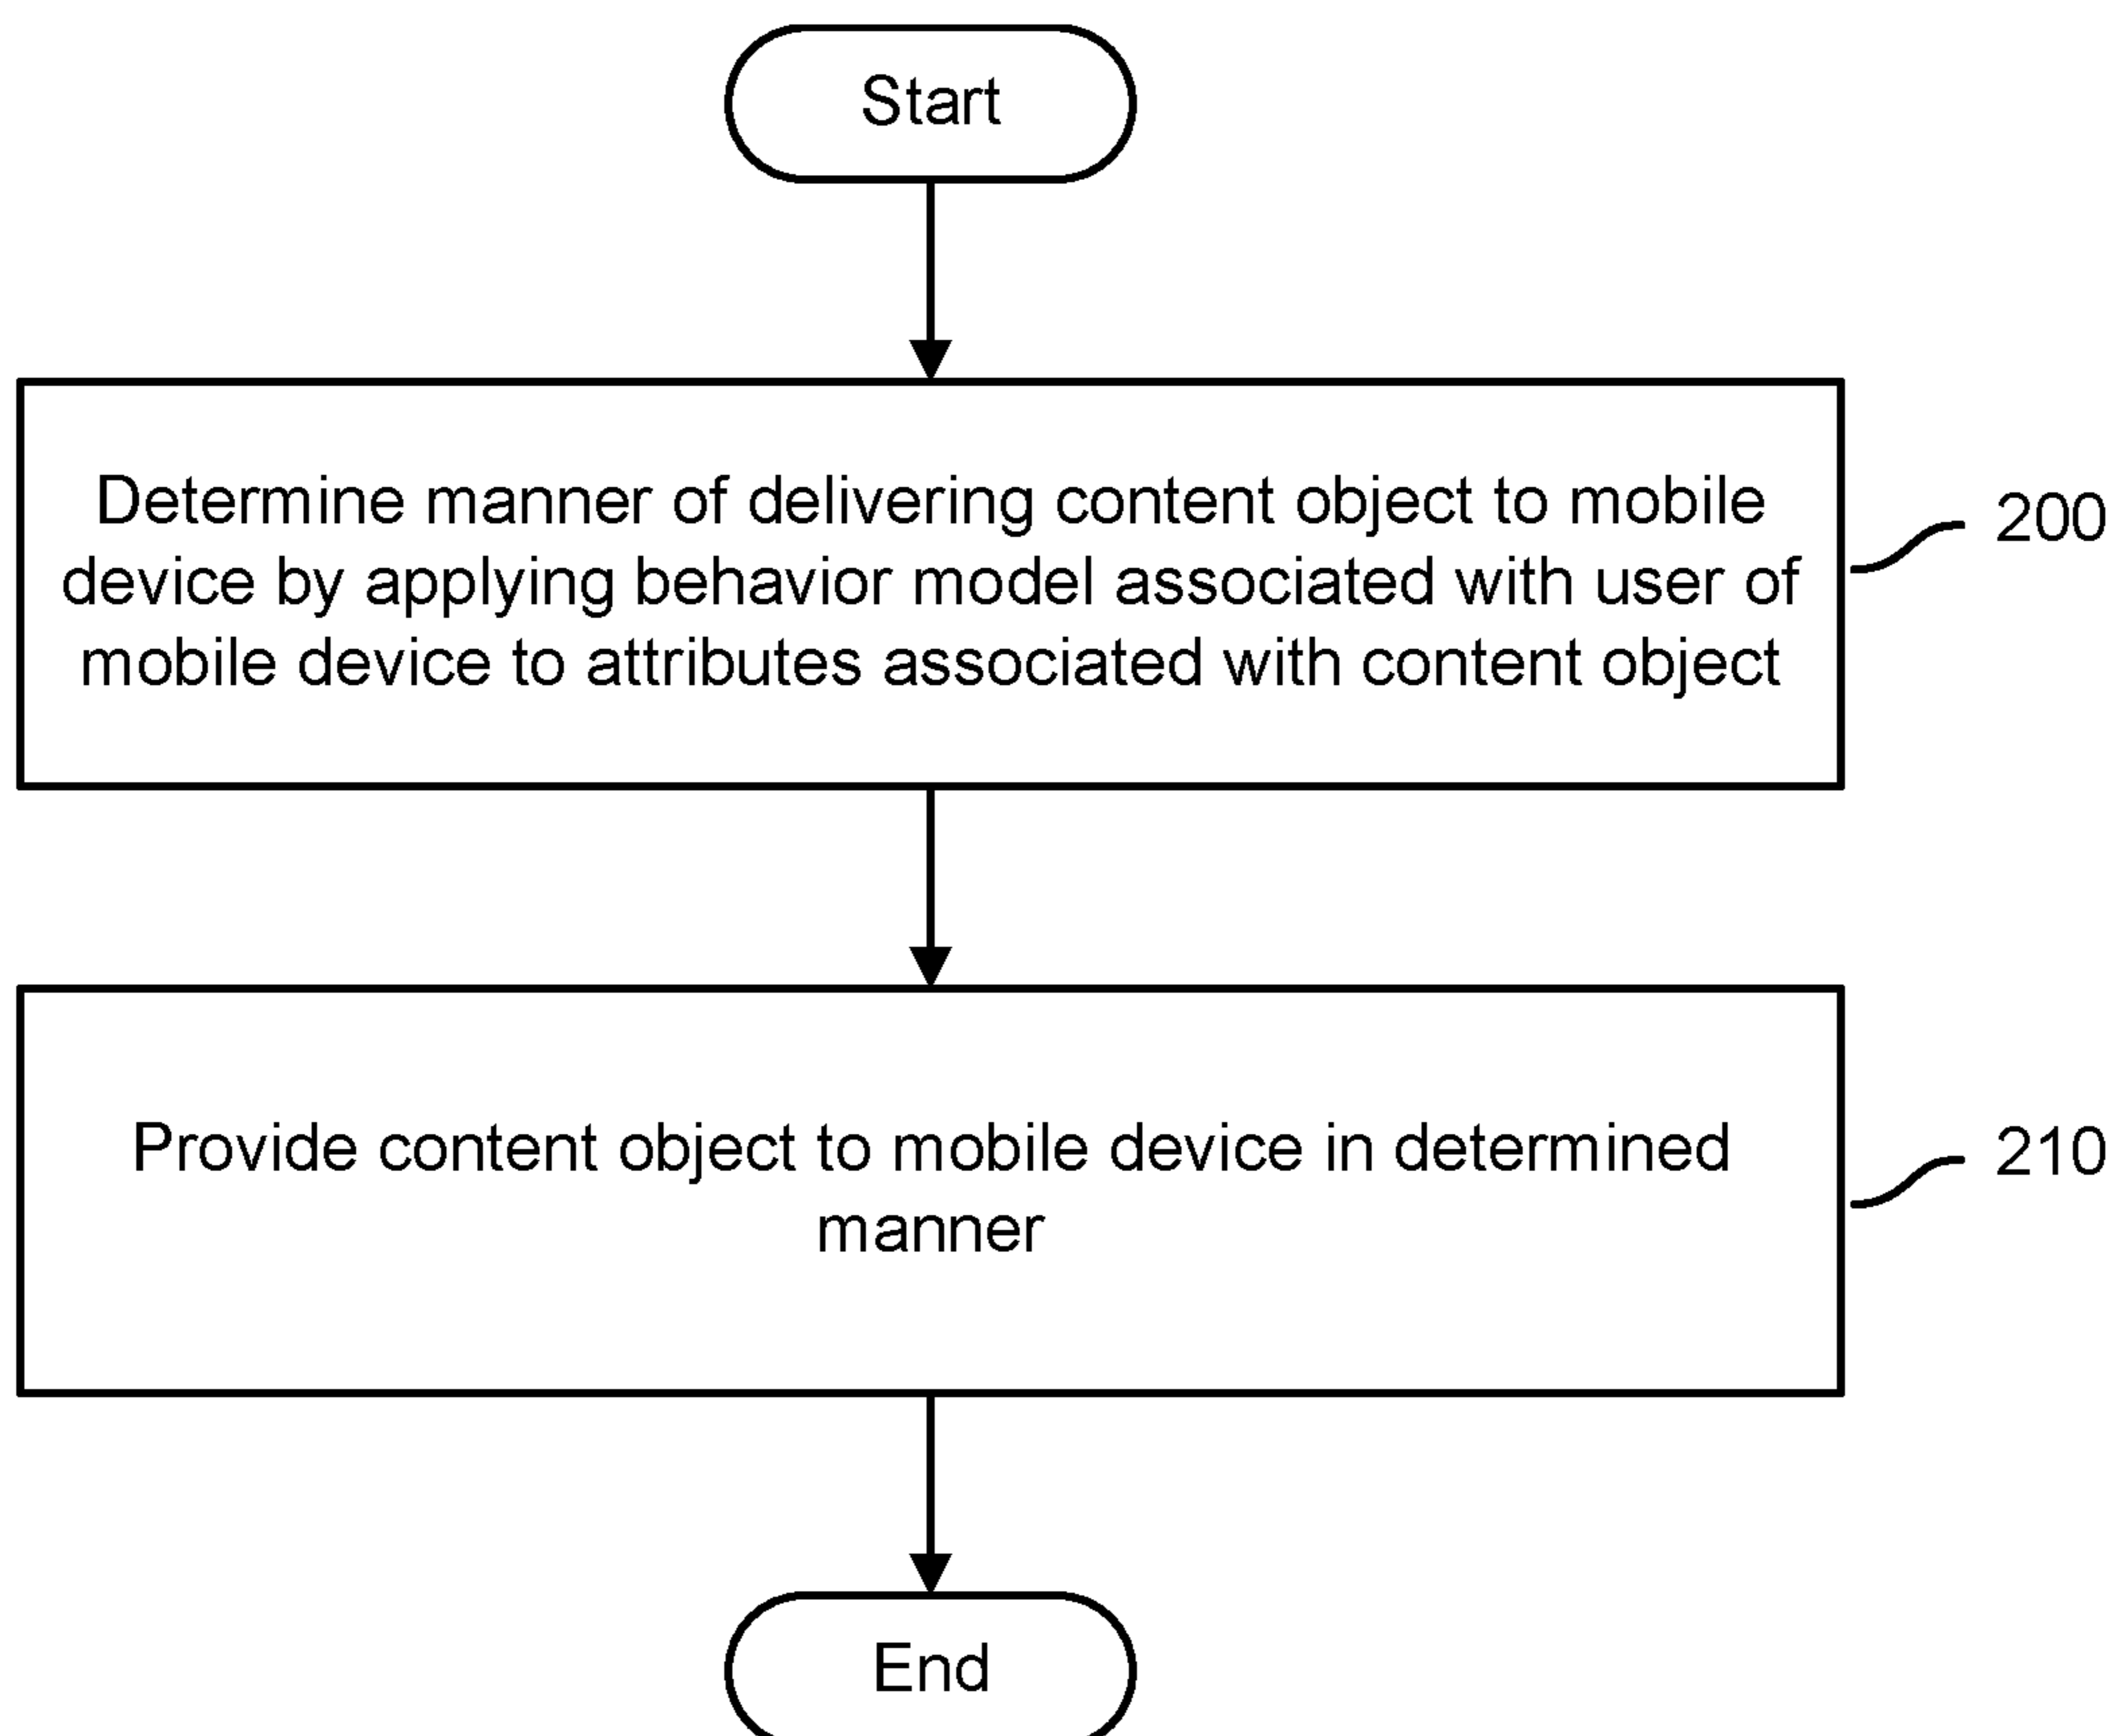 Start
Determine manner of delivering content object to mobile
device by applying behavior model associated with user of
mobile device to attributes associated with content object
200
Provide content object to mobile device in determined
manner
210
End